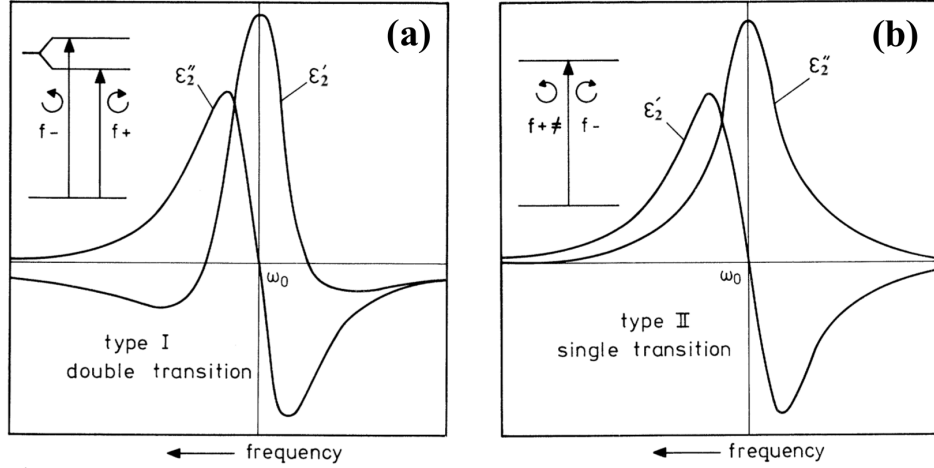 (a)
ε₂″
ε₂′
f−
f+
ω₀
type I
double transition
frequency
(b)
ε₂′
ε₂″
f+ ≠ f−
ω₀
type II
single transition
frequency